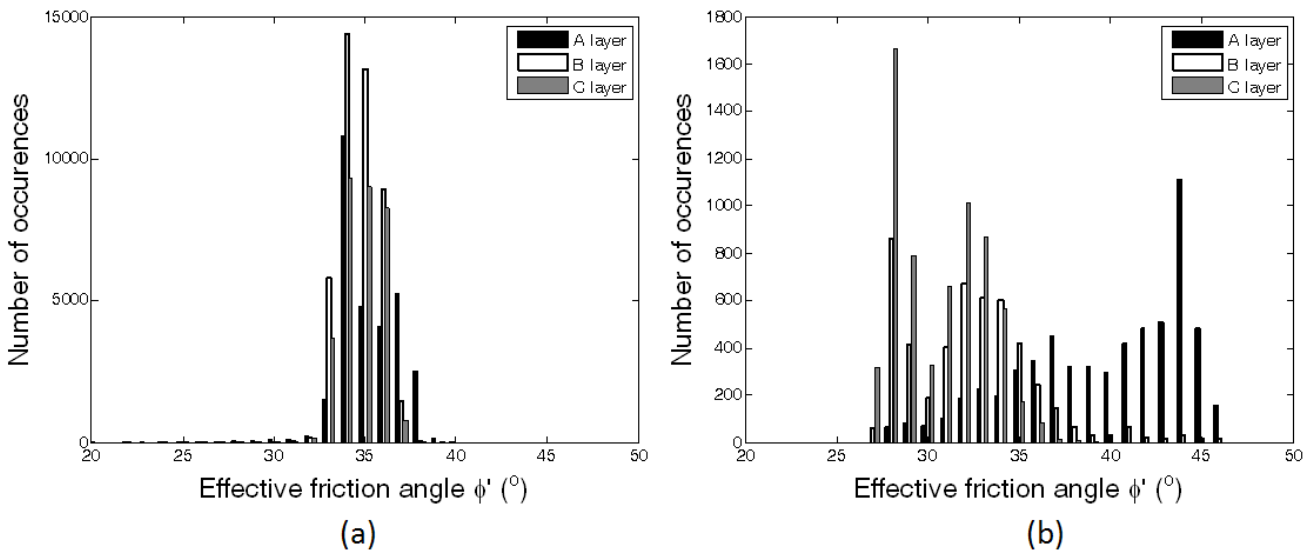 15000
10000
5000
0
20 25 30 35 40 45 50
Number of occurences
Effective friction angle ϕ' (°)
A layer
B layer
C layer
(a)
1800
1600
1400
1200
1000
800
600
400
200
0
20 25 30 35 40 45 50
Number of occurences
Effective friction angle ϕ' (°)
A layer
B layer
C layer
(b)